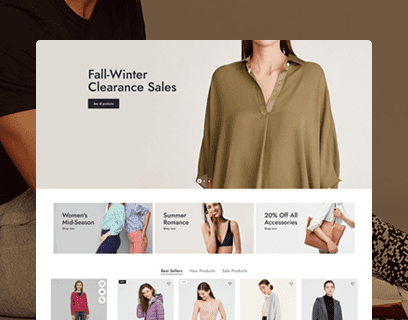 Fall-Winter
Clearance Sales
See all products
Women's
Mid-Season
Shop now
Summer
Romance
Shop now
20% Off All
Accessories
Shop now
Best Sellers New Products Sale Products